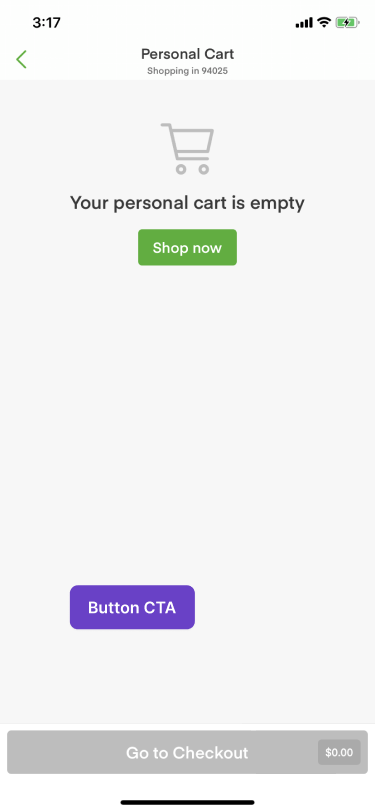 3:17
Personal Cart
Shopping in 94025
Your personal cart is empty
Shop now
Button CTA
Go to Checkout
$0.00